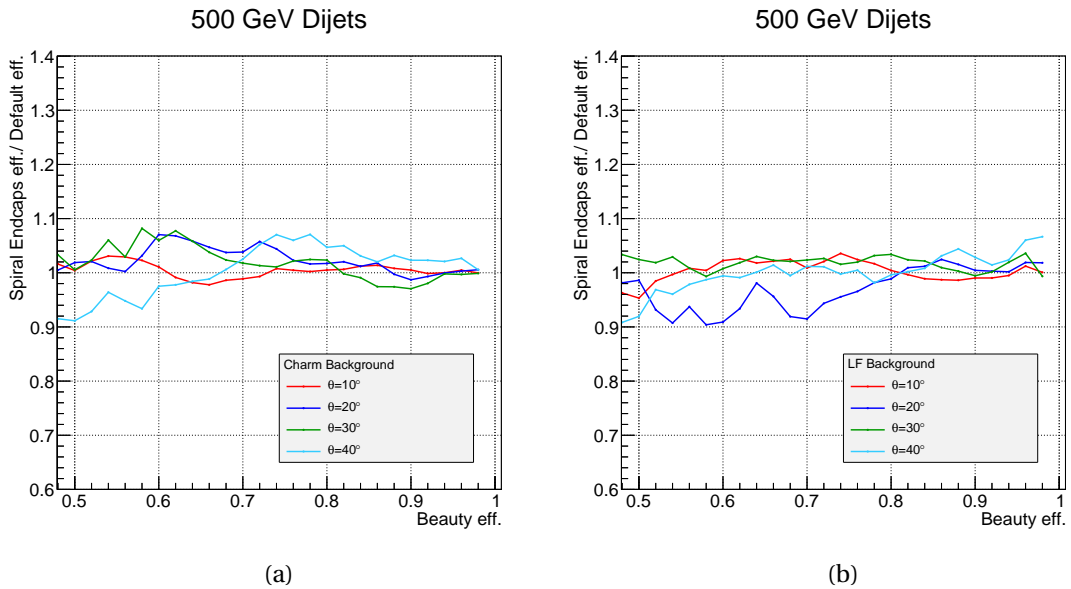 500 GeV Dijets
Spiral Endcaps eff./ Default eff.
1.4
1.3
1.2
1.1
1
0.9
0.8
0.7
0.6
0.5
0.6
0.7
0.8
0.9
1
Beauty eff.
Charm Background
θ=10°
θ=20°
θ=30°
θ=40°
(a)
500 GeV Dijets
Spiral Endcaps eff./ Default eff.
1.4
1.3
1.2
1.1
1
0.9
0.8
0.7
0.6
0.5
0.6
0.7
0.8
0.9
1
Beauty eff.
LF Background
θ=10°
θ=20°
θ=30°
θ=40°
(b)